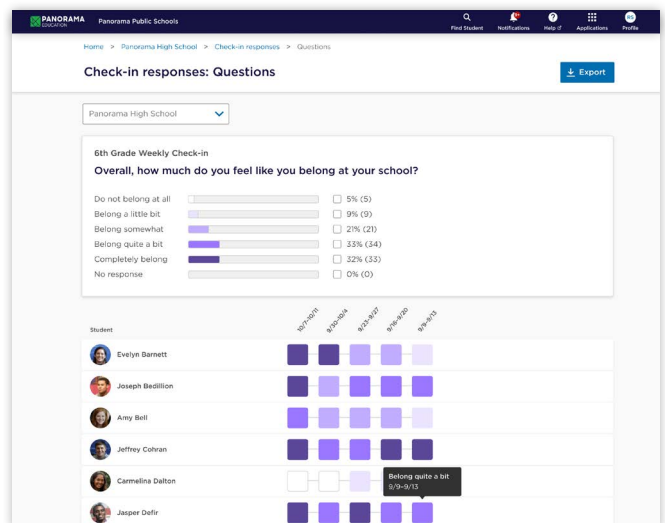 PANORAMA
EDUCATION
Panorama Public Schools
Find Student
Notifications
Help
Applications
Profile
Home > Panorama High School > Check-in responses > Questions
Check-in responses: Questions
Export
Panorama High School
6th Grade Weekly Check-in
Overall, how much do you feel like you belong at your school?
Do not belong at all 5% (5)
Belong a little bit 9% (9)
Belong somewhat 21% (21)
Belong quite a bit 33% (34)
Completely belong 32% (33)
No response 0% (0)
Student 10/7-10/11 9/30-10/4 9/23-9/27 9/16-9/20 9/9-9/13
Evelyn Barnett
Joseph Bedillion
Amy Bell
Jeffrey Cohran
Carmelina Dalton
Belong quite a bit
9/9-9/13
Jasper Defir